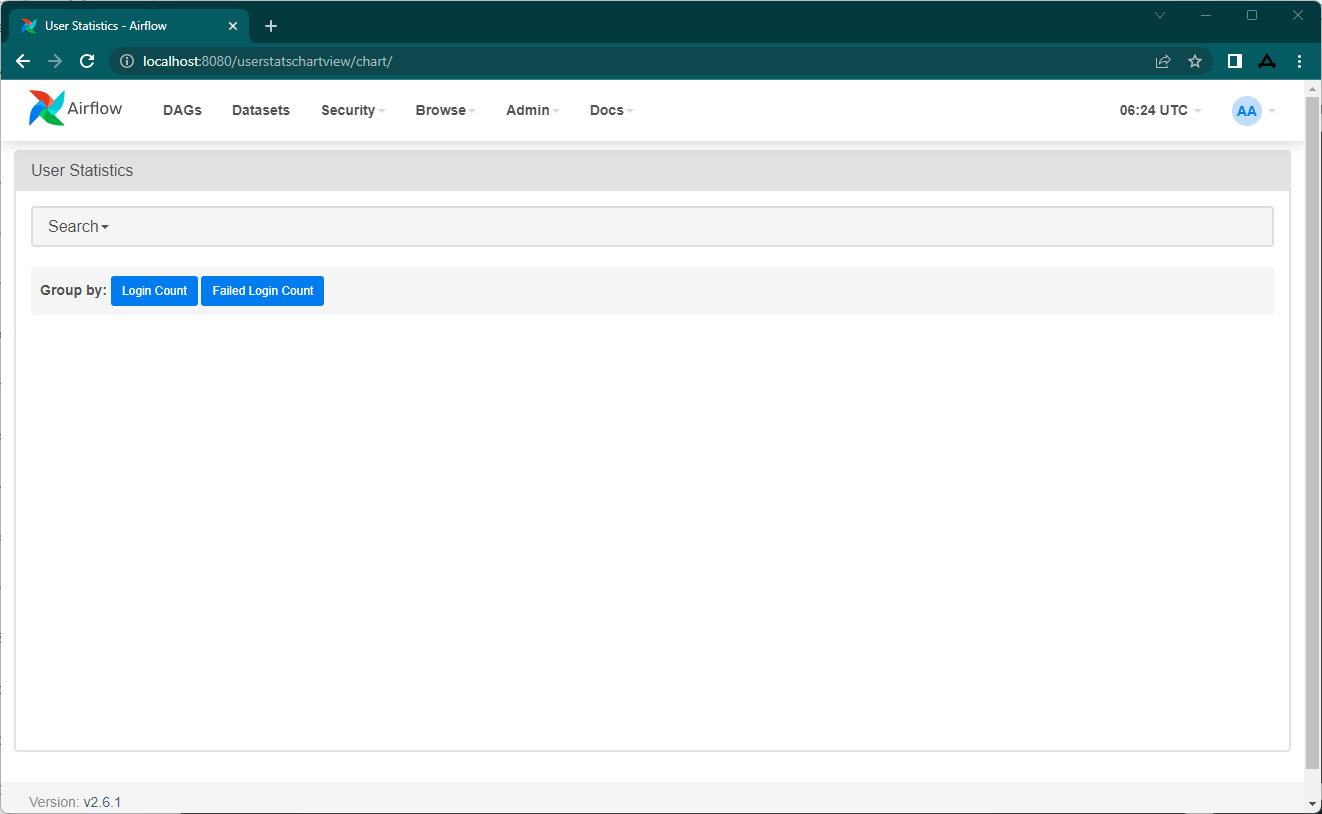 User Statistics - Airflow
localhost:8080/userstatschartview/chart/
Airflow DAGs Datasets Security Browse Admin Docs 06:24 UTC AA
User Statistics
Search
Group by: Login Count Failed Login Count
Version: v2.6.1